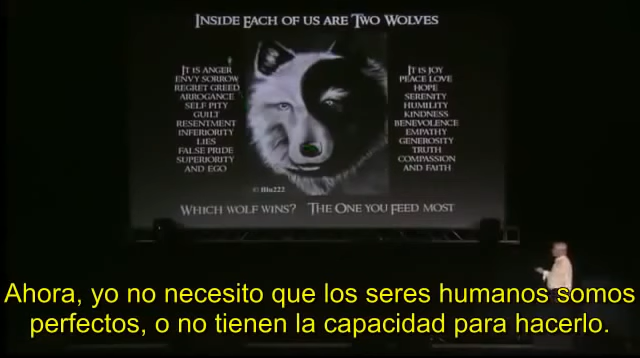 INSIDE EACH OF US ARE TWO WOLVES
IT IS ANGER
ENVY SORROW
REGRET GREED
ARROGANCE
SELF PITY
GUILT
RESENTMENT
INFERIORITY
LIES
FALSE PRIDE
SUPERIORITY
AND EGO
IT IS JOY
PEACE LOVE
HOPE
SERENITY
HUMILITY
KINDNESS
BENEVOLENCE
EMPATHY
GENEROSITY
TRUTH
COMPASSION
AND FAITH
© Illu222
WHICH WOLF WINS? THE ONE YOU FEED MOST
Ahora, yo no necesito que los seres humanos somos
perfectos, o no tienen la capacidad para hacerlo.